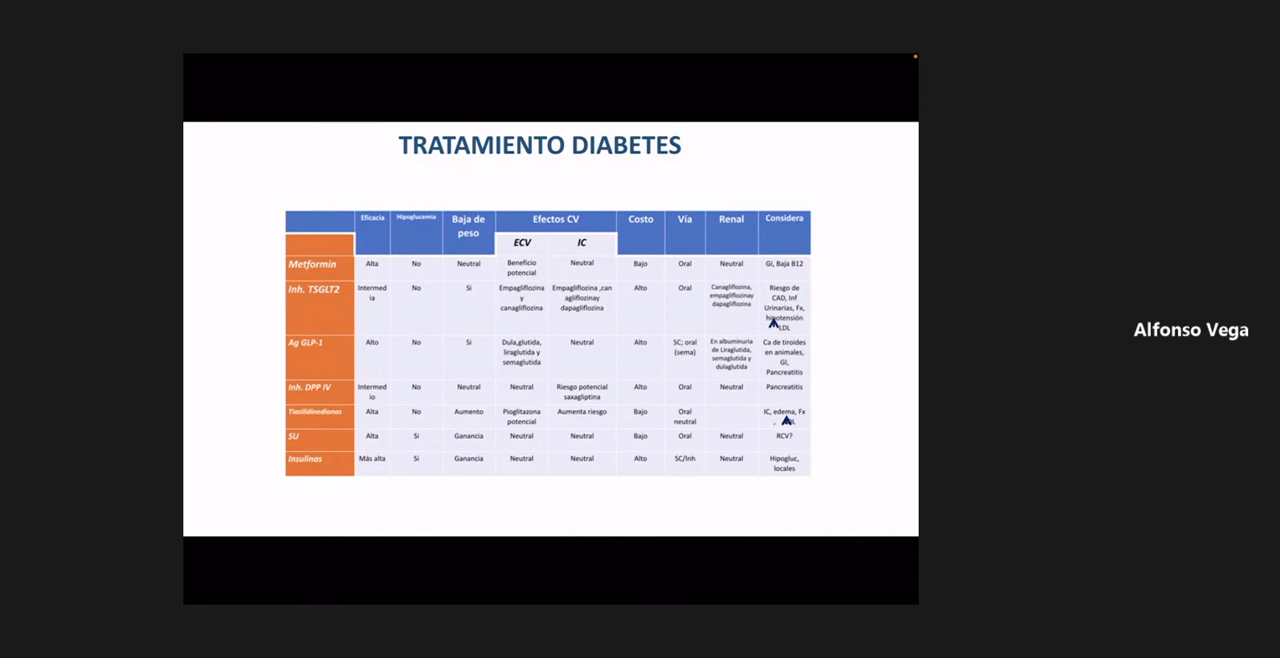 TRATAMIENTO DIABETES
Eficacia Hipoglucemia Baja de peso Efectos CV Costo Vía Renal Considera
ECV IC
Metformin Alta No Neutral Beneficio potencial Neutral Bajo Oral Neutral GI, Baja B12
Inh. TSGLT2 Intermedia No Si Empagliflozina y canagliflozina Empagliflozina ,canagliflozinay dapagliflozina Alto Oral Canagliflozina, empagliflozinay dapagliflozina Riesgo de CAD, Inf Urinarias, Fx, hipotensión LDL
Ag GLP-1 Alto No Si Dula,glutida, liraglutida y semaglutida Neutral Alto SC; oral (sema) En albuminuria de Liraglutida, semaglutida y dulaglutida Ca de tiroides en animales, GI, Pancreatitis
Inh. DPP IV Intermedio No Neutral Neutral Riesgo potencial saxagliptina Alto Oral Neutral Pancreatitis
Tiazilidinedionas Alta No Aumento Pioglitazona potencial Aumenta riesgo Bajo Oral neutral IC, edema, Fx ,
SU Alta Si Ganancia Neutral Neutral Bajo Oral Neutral RCV?
Insulinas Más alta Si Ganancia Neutral Neutral Alto SC/Inh Neutral Hipogluc, locales
Alfonso Vega